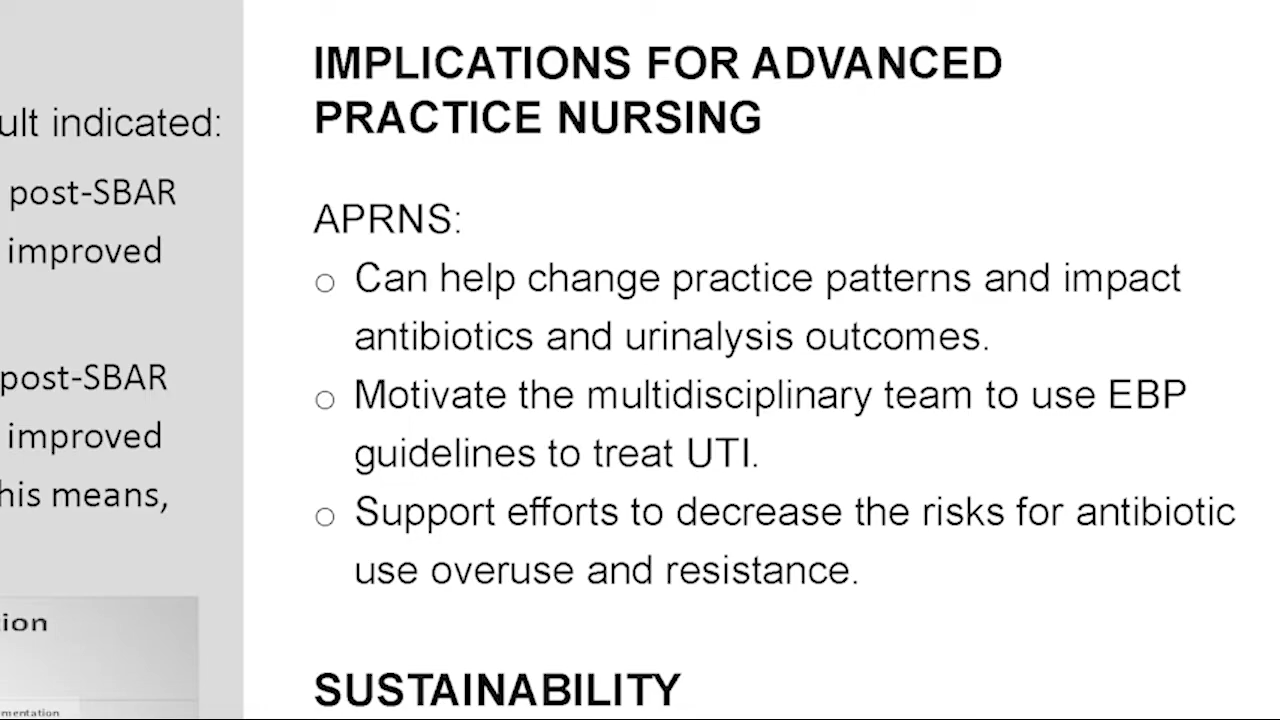 ult indicated:
post-SBAR
improved
post-SBAR
improved
his means,
ion
mentation
IMPLICATIONS FOR ADVANCED
PRACTICE NURSING
APRNS:
o Can help change practice patterns and impact
antibiotics and urinalysis outcomes.
o Motivate the multidisciplinary team to use EBP
guidelines to treat UTI.
o Support efforts to decrease the risks for antibiotic
use overuse and resistance.
SUSTAINABILITY